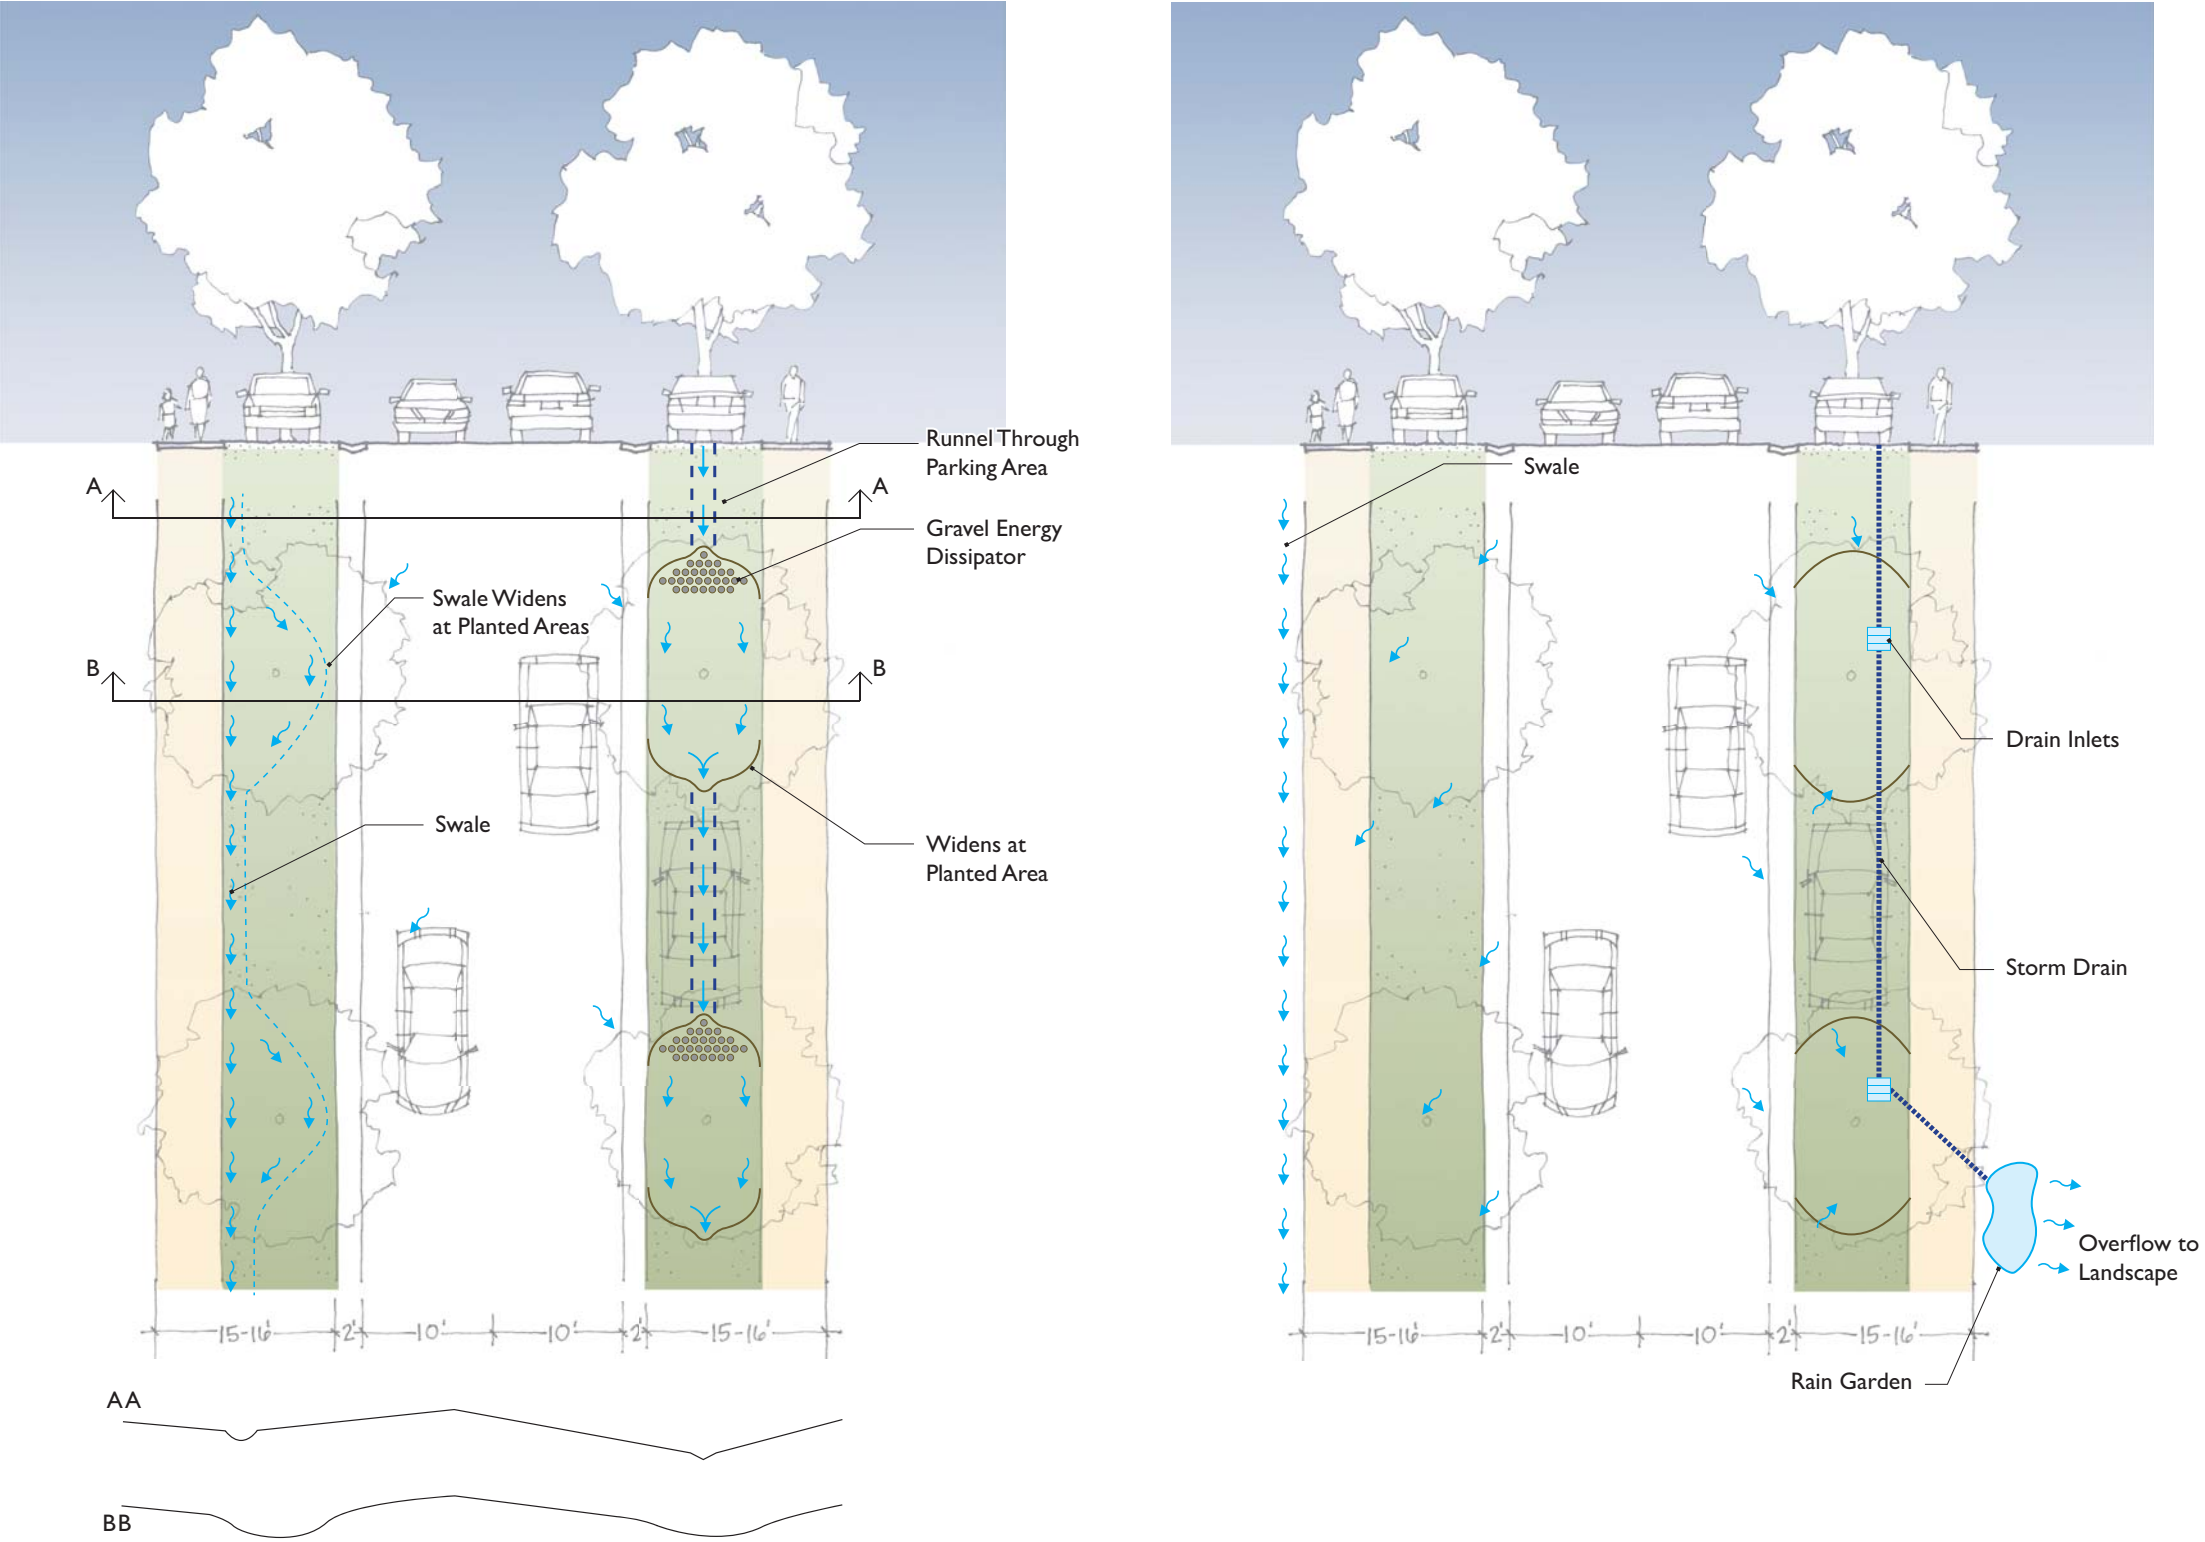 Runnel Through
Parking Area
A
A
Gravel Energy
Dissipator
Swale Widens
at Planted Areas
B
B
Swale
Widens at
Planted Area
15-16'
2'
10'
10'
2'
15-16'
AA
BB
Swale
Drain Inlets
Storm Drain
Overflow to
Landscape
15-16'
2'
10'
10'
2'
15-16'
Rain Garden